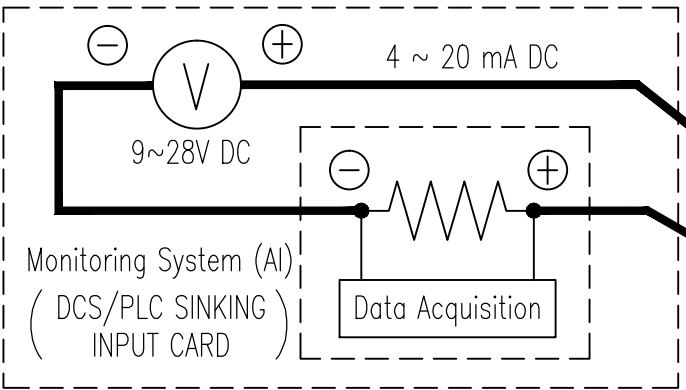 − +
4 ~ 20 mA DC
V
9~28V DC
− +
Monitoring System (AI)
( DCS/PLC SINKING
INPUT CARD )
Data Acquisition